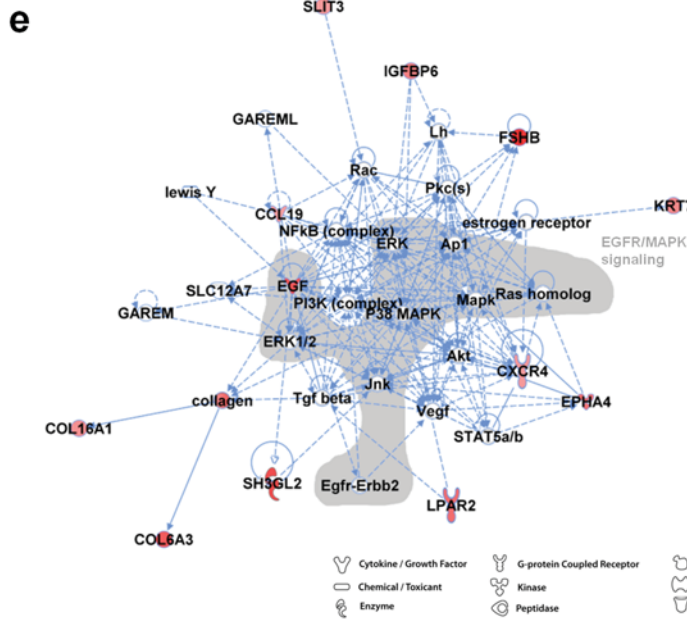 e
SLIT3
IGFBP6
GAREML
Lh
FSHB
Rac
Pkc(s)
lewis Y
CCL19
KRT7
estrogen receptor
NFkB (complex)
ERK
Ap1
EGFR/MAPK
signaling
SLC12A7
EGF
PI3K (complex)
Mapk
Ras homolog
GAREM
P38 MAPK
ERK1/2
Akt
CXCR4
Jnk
collagen
Tgf beta
Vegf
EPHA4
COL16A1
STAT5a/b
SH3GL2
Egfr-Erbb2
LPAR2
COL6A3
Cytokine / Growth Factor
G-protein Coupled Receptor
Chemical / Toxicant
Kinase
Enzyme
Peptidase